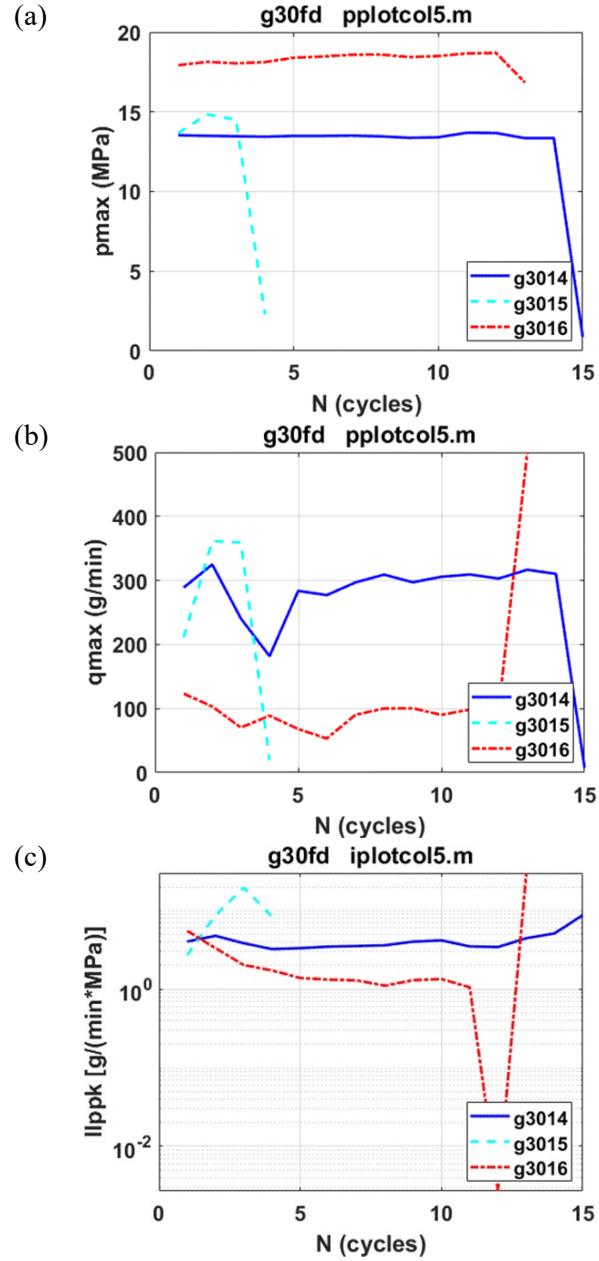 (a)
g30fd pplotcol5.m
20
15
10
5
0
pmax (MPa)
g3014
g3015
g3016
0 5 10 15
N (cycles)
(b)
g30fd pplotcol5.m
500
400
300
200
100
0
qmax (g/min)
g3014
g3015
g3016
0 5 10 15
N (cycles)
(c)
g30fd iplotcol5.m
10^0
10^-2
IIppk [g/(min*MPa)]
g3014
g3015
g3016
0 5 10 15
N (cycles)